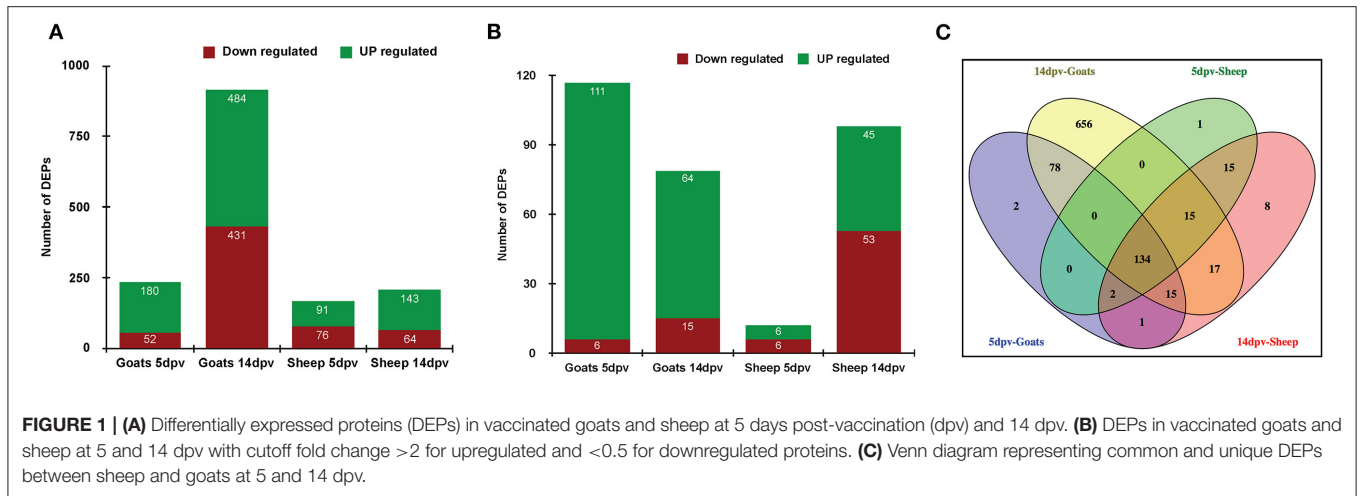 A
Down regulated UP regulated
1000
750
500
250
0
Number of DEPs
180
52
484
431
91
76
143
64
Goats 5dpv Goats 14dpv Sheep 5dpv Sheep 14dpv
B
Down regulated UP regulated
120
90
60
30
0
Number of DEPs
111
6
64
15
6
6
45
53
Goats 5dpv Goats 14dpv Sheep 5dpv Sheep 14dpv
C
14dpv-Goats 5dpv-Sheep
656 1
78 0 15
2 0 15 8
134
0 2 15 17
1
5dpv-Goats 14dpv-Sheep
FIGURE 1 | (A) Differentially expressed proteins (DEPs) in vaccinated goats and sheep at 5 days post-vaccination (dpv) and 14 dpv. (B) DEPs in vaccinated goats and
sheep at 5 and 14 dpv with cutoff fold change >2 for upregulated and <0.5 for downregulated proteins. (C) Venn diagram representing common and unique DEPs
between sheep and goats at 5 and 14 dpv.